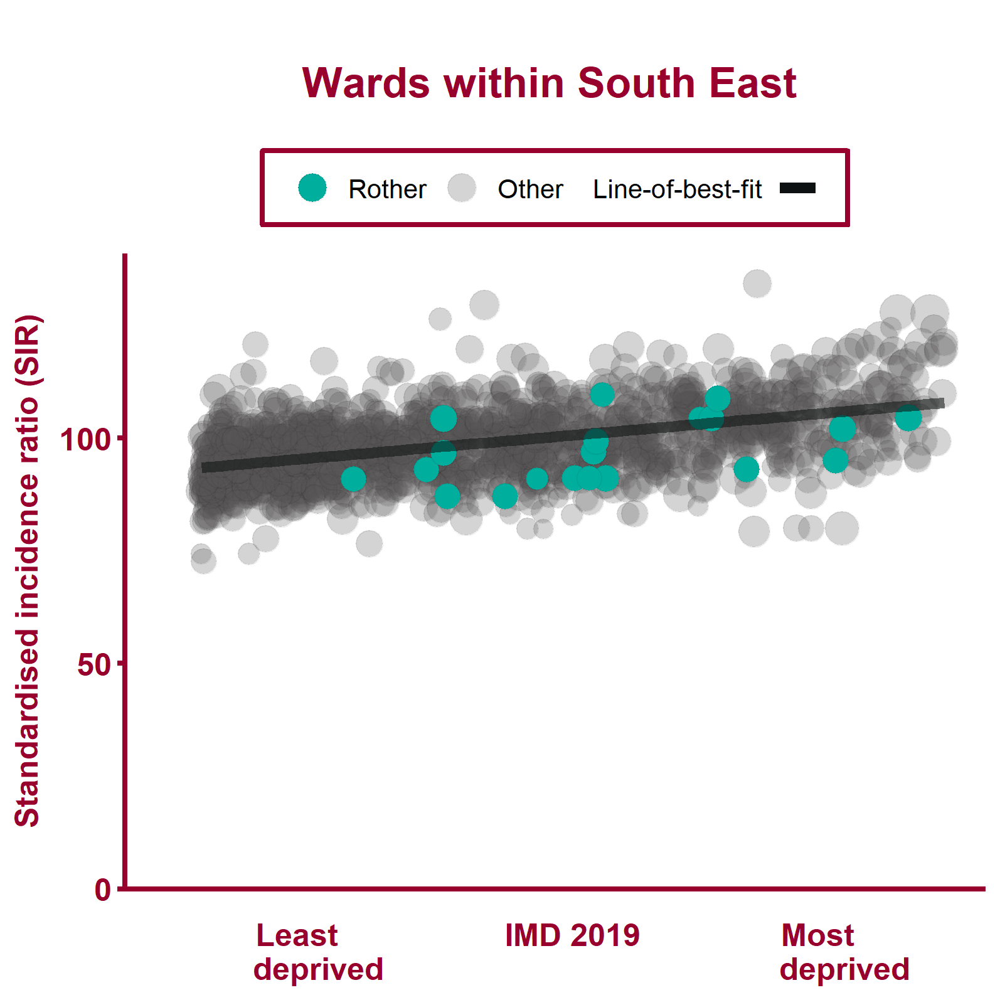 Wards within South East
Rother
Other
Line-of-best-fit
Standardised incidence ratio (SIR)
100
50
0
Least
deprived
IMD 2019
Most
deprived